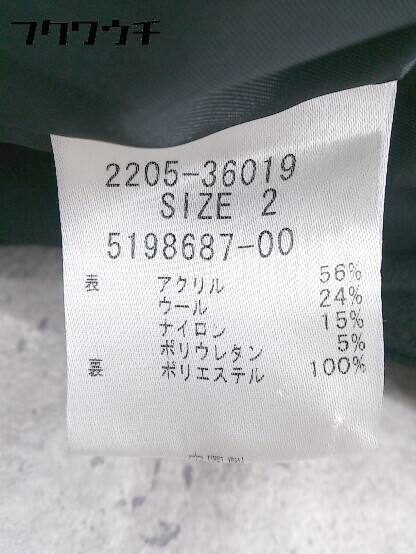 フクワウチ
2205-36019
SIZE 2
5198687-00
表 アクリル 56%
ウール 24%
ナイロン 15%
ポリウレタン 5%
裏 ポリエステル 100%